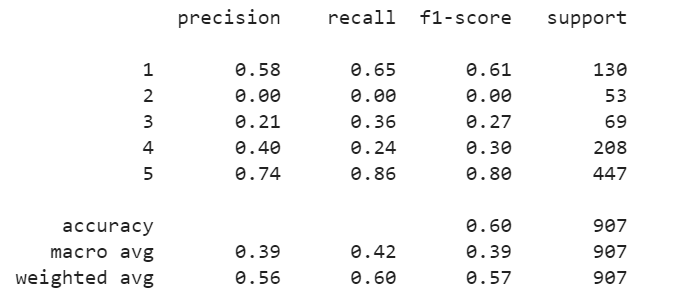 precision recall f1-score support
1 0.58 0.65 0.61 130
2 0.00 0.00 0.00 53
3 0.21 0.36 0.27 69
4 0.40 0.24 0.30 208
5 0.74 0.86 0.80 447
accuracy 0.60 907
macro avg 0.39 0.42 0.39 907
weighted avg 0.56 0.60 0.57 907